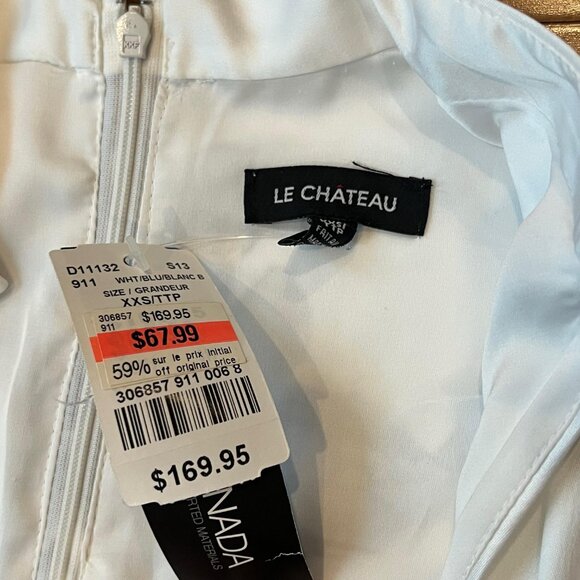 LE CHÂTEAU
D11132 S13
911 WHT/BLU/BLANC B
SIZE / GRANDEUR
XXS/TTP
306857 $169.95
911
$67.99
59% sur le prix initial
off original price
306857 911 006 8
$169.95
NADA
RTED MATERIALS